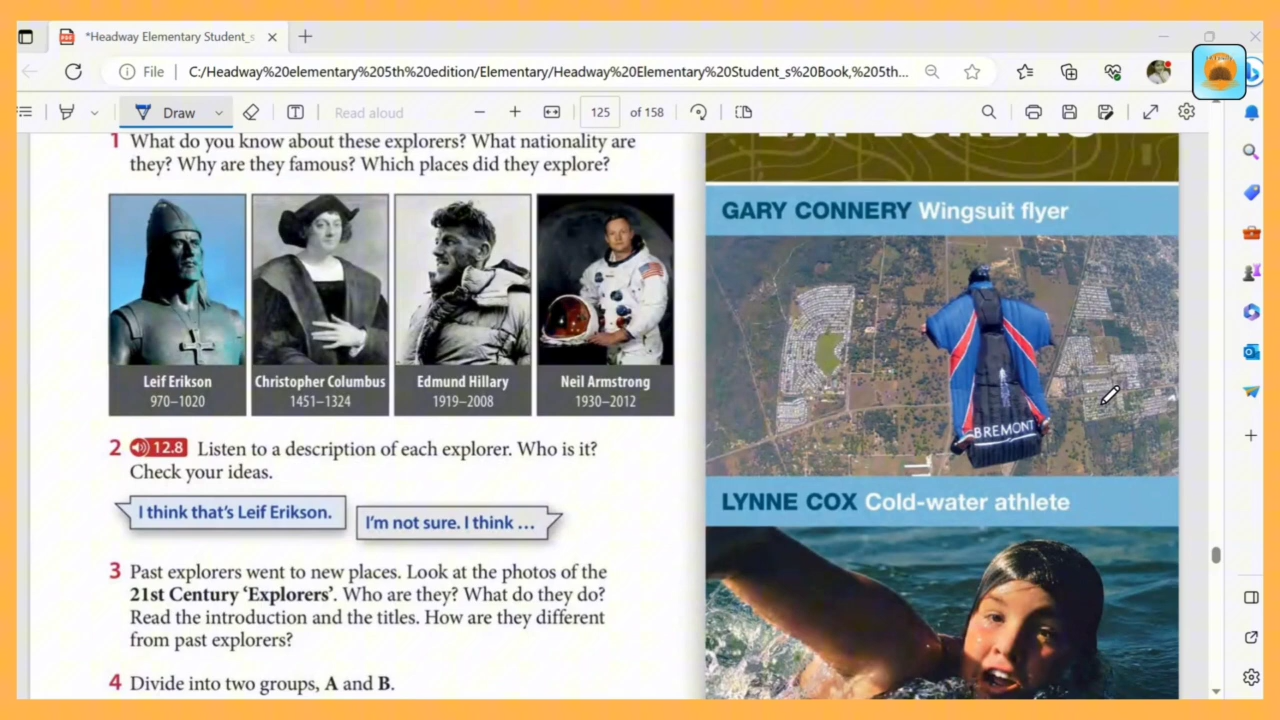 *Headway Elementary Student_s
File
C:/Headway%20elementary%205th%20edition/Elementary/Headway%20Elementary%20Student_s%20Book,%205th...
Draw
Read aloud
125
of 158
1 What do you know about these explorers? What nationality are
they? Why are they famous? Which places did they explore?
Leif Erikson
970–1020
Christopher Columbus
1451–1324
Edmund Hillary
1919–2008
Neil Armstrong
1930–2012
2 12.8 Listen to a description of each explorer. Who is it?
Check your ideas.
I think that's Leif Erikson.
I'm not sure. I think ...
3 Past explorers went to new places. Look at the photos of the
21st Century ‘Explorers’. Who are they? What do they do?
Read the introduction and the titles. How are they different
from past explorers?
4 Divide into two groups, A and B.
EXPLORERS
GARY CONNERY Wingsuit flyer
BREMONT
LYNNE COX Cold-water athlete